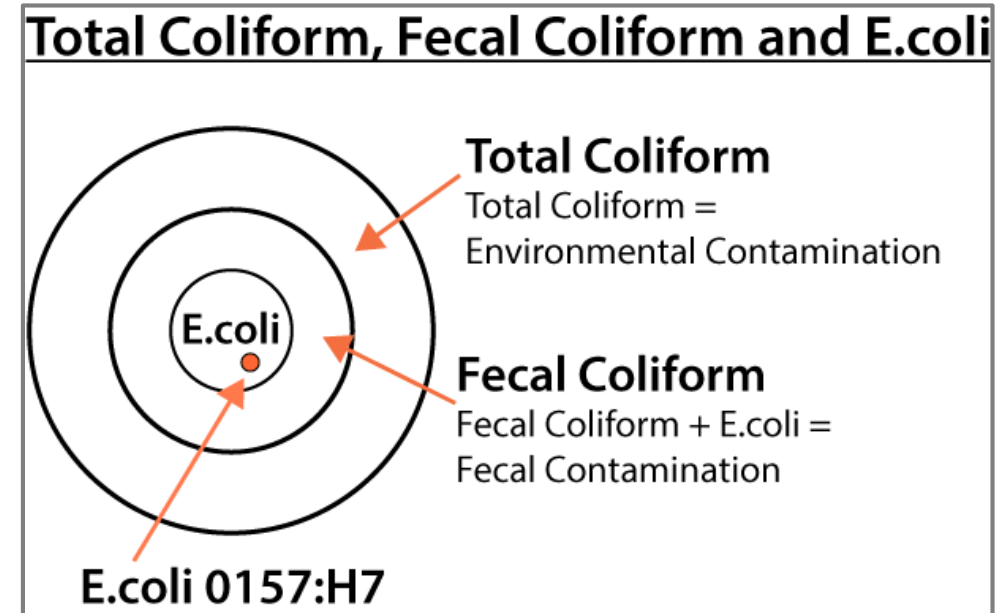 Total Coliform, Fecal Coliform and E.coli
Total Coliform
Total Coliform =
Environmental Contamination
E.coli
Fecal Coliform
Fecal Coliform + E.coli =
Fecal Contamination
E.coli 0157:H7